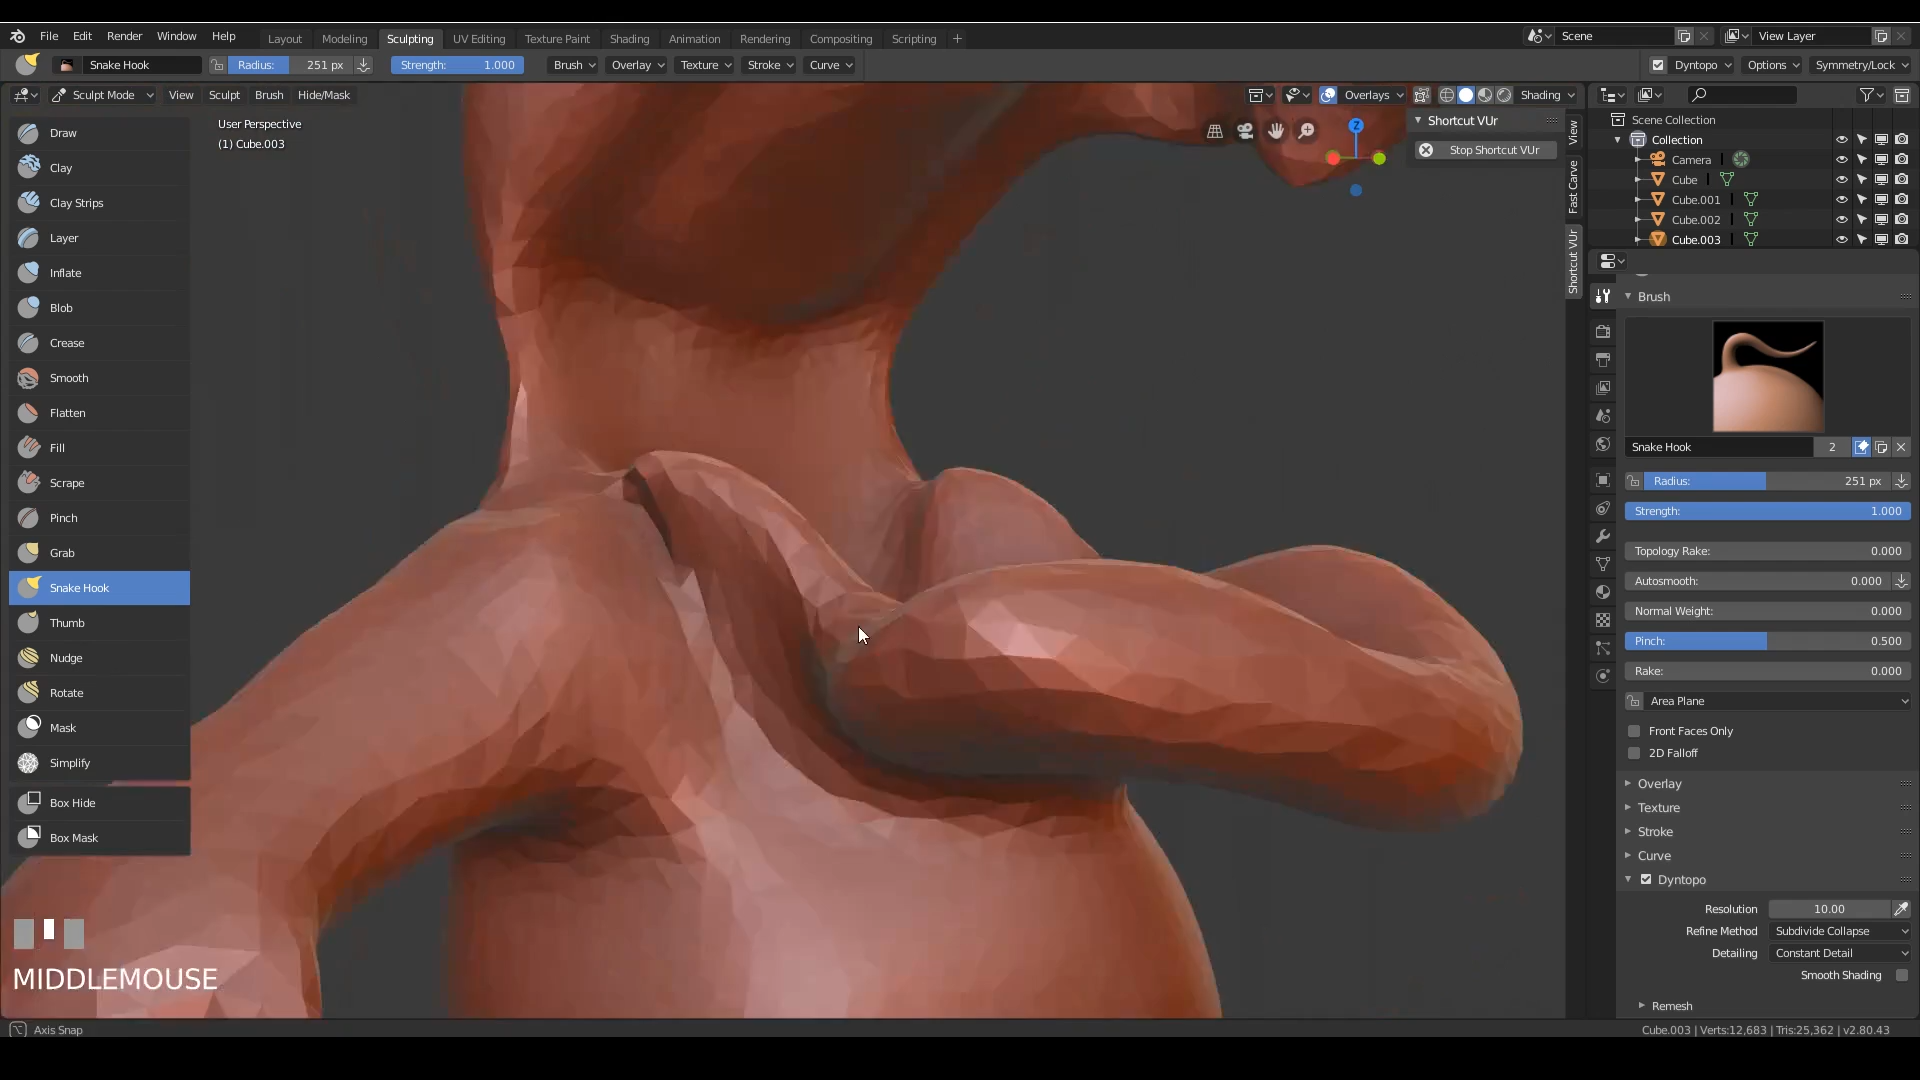 File Edit Render Window Help Layout Modeling Sculpting UV Editing Texture Paint Shading Animation Rendering Compositing Scripting + Scene View Layer
Snake Hook Radius: 251 px Strength: 1.000 Brush Overlay Texture Stroke Curve Dyntopo Options Symmetry/Lock
Sculpt Mode View Sculpt Brush Hide/Mask Overlays Shading
User Perspective
(1) Cube.003
Draw
Clay
Clay Strips
Layer
Inflate
Blob
Crease
Smooth
Flatten
Fill
Scrape
Pinch
Grab
Snake Hook
Thumb
Nudge
Rotate
Mask
Simplify
Box Hide
Box Mask
MIDDLEMOUSE
Axis Snap
Z
Shortcut VUr
Stop Shortcut VUr
View
Fast Carve
Shortcut VUr
Scene Collection
Collection
Camera
Cube
Cube.001
Cube.002
Cube.003
Brush
Snake Hook 2
Radius: 251 px
Strength: 1.000
Topology Rake: 0.000
Autosmooth: 0.000
Normal Weight: 0.000
Pinch: 0.500
Rake: 0.000
Area Plane
Front Faces Only
2D Falloff
Overlay
Texture
Stroke
Curve
Dyntopo
Resolution 10.00
Refine Method Subdivide Collapse
Detailing Constant Detail
Smooth Shading
Remesh
Cube.003 | Verts:12,683 | Tris:25,362 | v2.80.43